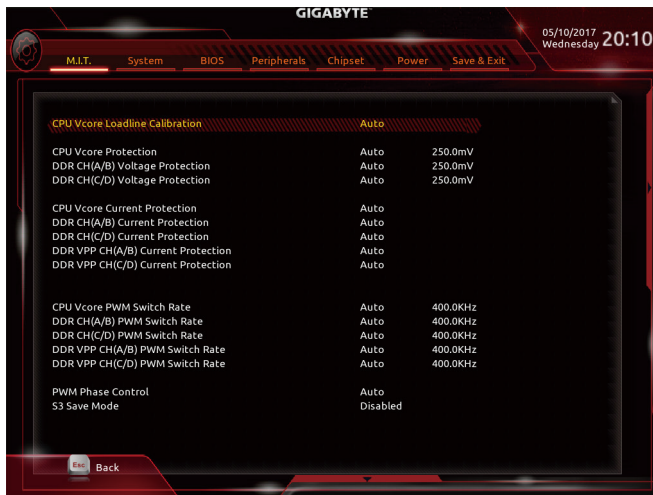 GIGABYTE™
05/10/2017 20:10
Wednesday
M.I.T. System BIOS Peripherals Chipset Power Save & Exit
CPU Vcore Loadline Calibration Auto
CPU Vcore Protection Auto 250.0mV
DDR CH(A/B) Voltage Protection Auto 250.0mV
DDR CH(C/D) Voltage Protection Auto 250.0mV
CPU Vcore Current Protection Auto
DDR CH(A/B) Current Protection Auto
DDR CH(C/D) Current Protection Auto
DDR VPP CH(A/B) Current Protection Auto
DDR VPP CH(C/D) Current Protection Auto
CPU Vcore PWM Switch Rate Auto 400.0KHz
DDR CH(A/B) PWM Switch Rate Auto 400.0KHz
DDR CH(C/D) PWM Switch Rate Auto 400.0KHz
DDR VPP CH(A/B) PWM Switch Rate Auto 400.0KHz
DDR VPP CH(C/D) PWM Switch Rate Auto 400.0KHz
PWM Phase Control Auto
S3 Save Mode Disabled
Esc Back